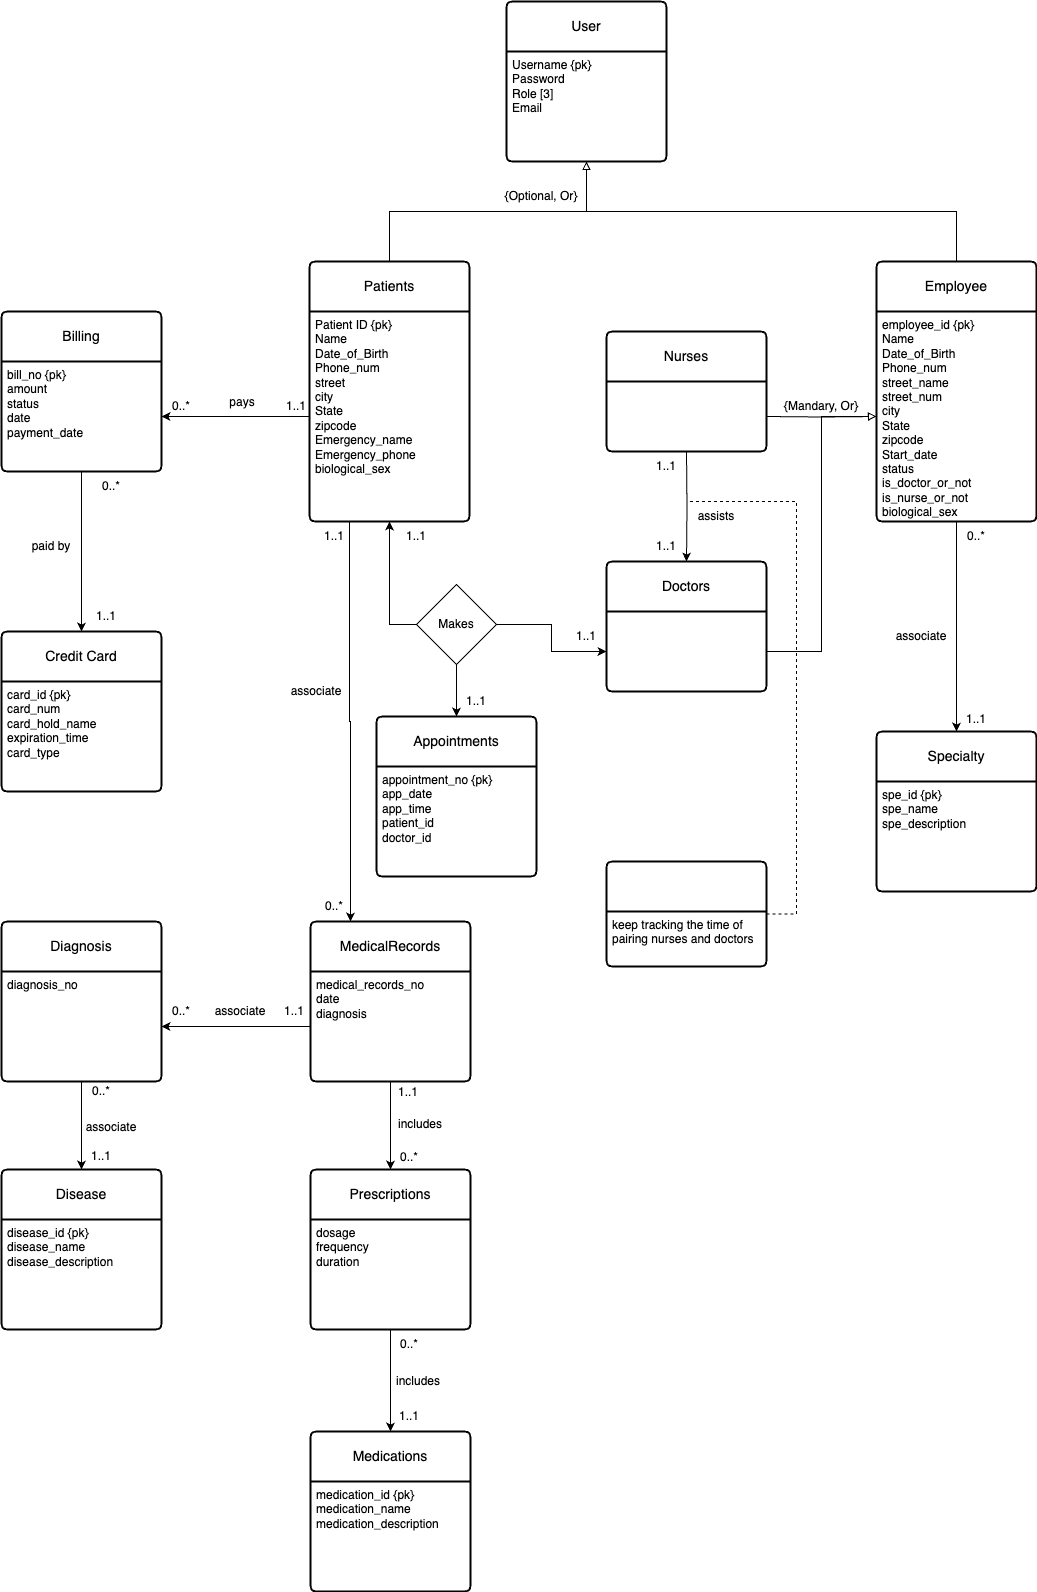 User
Username {pk}
Password
Role [3]
Email
{Optional, Or}
Patients
Patient ID {pk}
Name
Date_of_Birth
Phone_num
street
city
State
zipcode
Emergency_name
Emergency_phone
biological_sex
Employee
employee_id {pk}
Name
Date_of_Birth
Phone_num
street_name
street_num
city
State
zipcode
Start_date
status
is_doctor_or_not
is_nurse_or_not
biological_sex
Billing
bill_no {pk}
amount
status
date
payment_date
0..*
pays
1..1
Nurses
{Mandary, Or}
0..*
paid by
1..1
Credit Card
card_id {pk}
card_num
card_hold_name
expiration_time
card_type
1..1
1..1
1..1
assists
1..1
Doctors
Makes
1..1
1..1
0..*
associate
1..1
Specialty
spe_id {pk}
spe_name
spe_description
associate
0..*
Appointments
appointment_no {pk}
app_date
app_time
patient_id
doctor_id
keep tracking the time of
pairing nurses and doctors
Diagnosis
diagnosis_no
0..*
associate
1..1
MedicalRecords
medical_records_no
date
diagnosis
0..*
associate
1..1
1..1
includes
0..*
Disease
disease_id {pk}
disease_name
disease_description
Prescriptions
dosage
frequency
duration
0..*
includes
1..1
Medications
medication_id {pk}
medication_name
medication_description